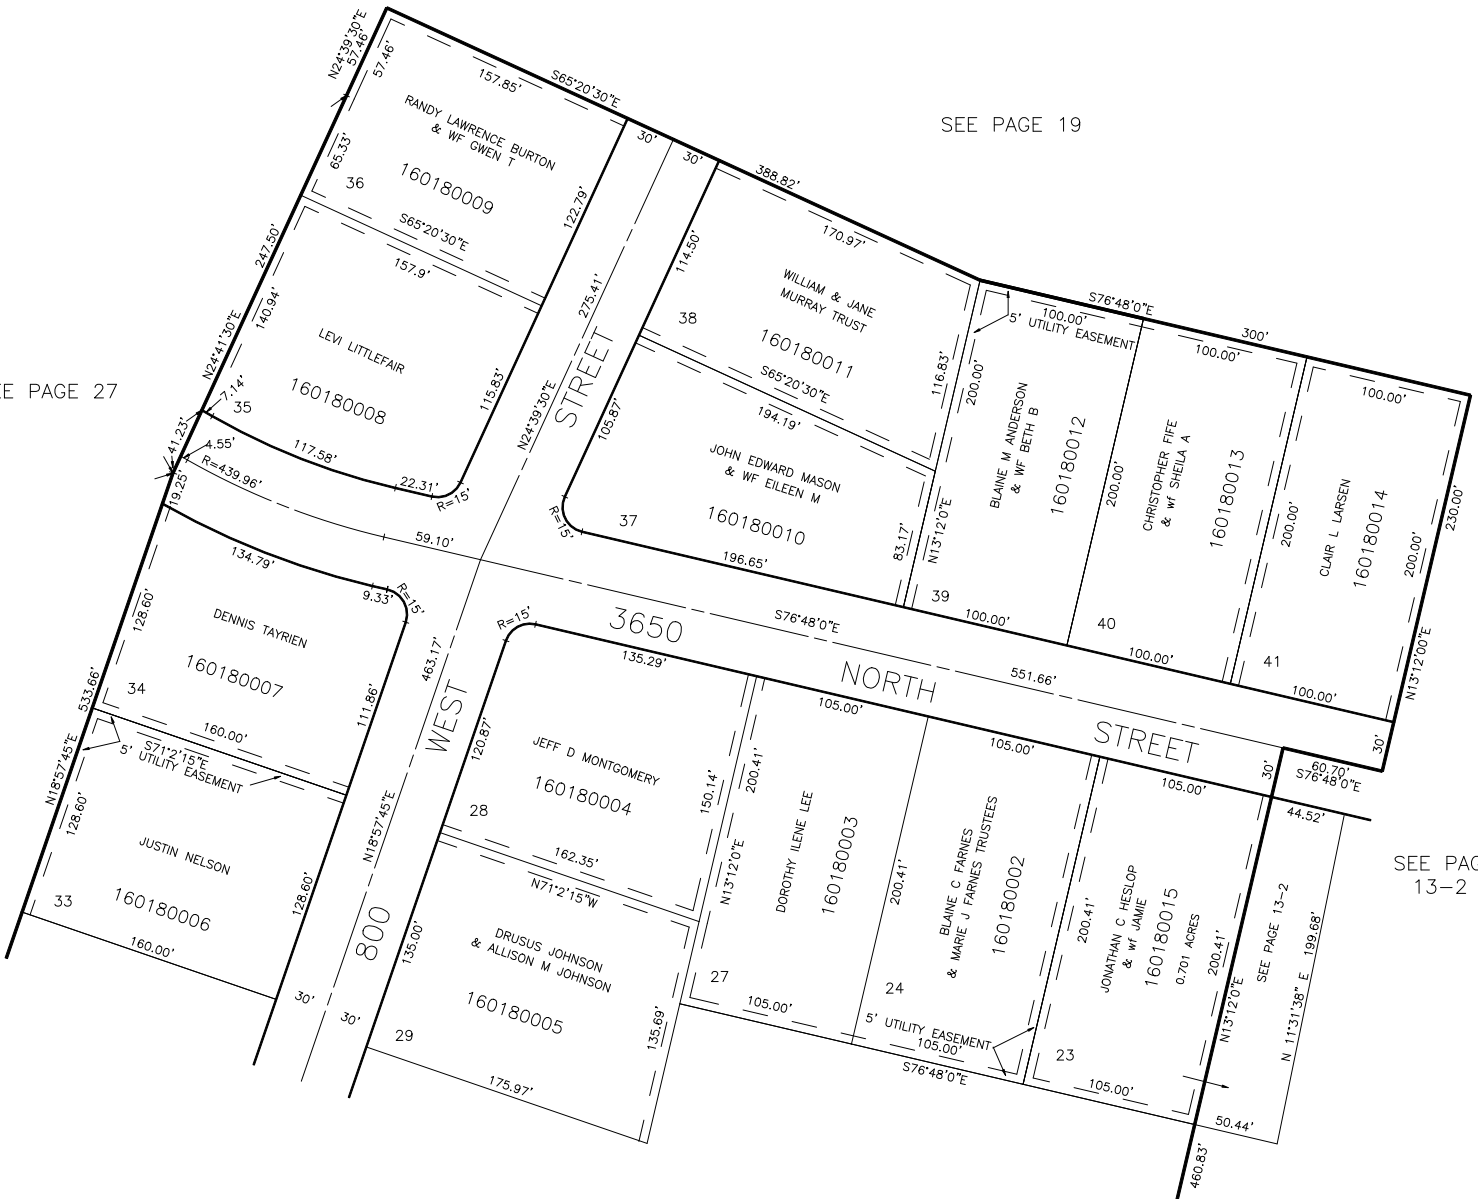 SEE PAGE 19
N24°39'30"E
57.46'
57.46'
157.85'
S65°20'30"E
RANDY LAWRENCE BURTON
& WF GWEN T
160180009
36
65.33'
S65°20'30"E
122.79'
30'
30'
388.82'
170.97'
247.50'
N24°41'30"E
140.94'
157.9'
LEVI LITTLEFAIR
160180008
35
7.14'
115.83'
275.41'
N24°39'30"E
STREET
114.50'
WILLIAM & JANE
MURRAY TRUST
160180011
38
S65°20'30"E
116.83'
S76°48'0"E
100.00'
300'
5' UTILITY EASEMENT
100.00'
100.00'
200.00'
BLAINE M ANDERSON
& WF BETH B
160180012
200.00'
CHRISTOPHER FIFE
& wf SHEILA A
160180013
200.00'
CLAIR L LARSEN
160180014
200.00'
230.00'
41.23'
4.55'
117.58'
22.31'
R=15'
R=439.96'
19.25'
59.10'
105.87'
194.19'
JOHN EDWARD MASON
& WF EILEEN M
160180010
37
R=15'
196.65'
83.17'
N13°12'0"E
39
100.00'
40
100.00'
41
100.00'
N13°12'00"E
30'
134.79'
9.33'
R=15'
128.60'
DENNIS TAYRIEN
160180007
34
111.86'
160.00'
S71°2'15"E
5' UTILITY EASEMENT
533.66'
N18°57'45"E
128.60'
JUSTIN NELSON
160180006
33
128.60'
160.00'
463.17'
WEST
N18°57'45"E
800
30'
30'
R=15'
3650
NORTH
STREET
S76°48'0"E
551.66'
135.29'
120.87'
JEFF D MONTGOMERY
160180004
28
150.14'
162.35'
N71°2'15"W
135.00'
DRUSUS JOHNSON
& ALLISON M JOHNSON
160180005
29
135.69'
175.97'
105.00'
200.41'
N13°12'0"E
DOROTHY ILENE LEE
160180003
27
105.00'
200.41'
105.00'
BLAINE C FARNES
& MARIE J FARNES TRUSTEES
160180002
24
5' UTILITY EASEMENT
105.00'
S76°48'0"E
105.00'
200.41'
JONATHAN C HESLOP
& wf JAMIE
160180015
0.701 ACRES
200.41'
23
105.00'
30'
60.70'
S76°48'0"E
44.52'
SEE PAGE 13-2
N13°12'0"E
N 11°31'38" E 199.68'
50.44'
460.83'
SEE PAG
13-2
E PAGE 27